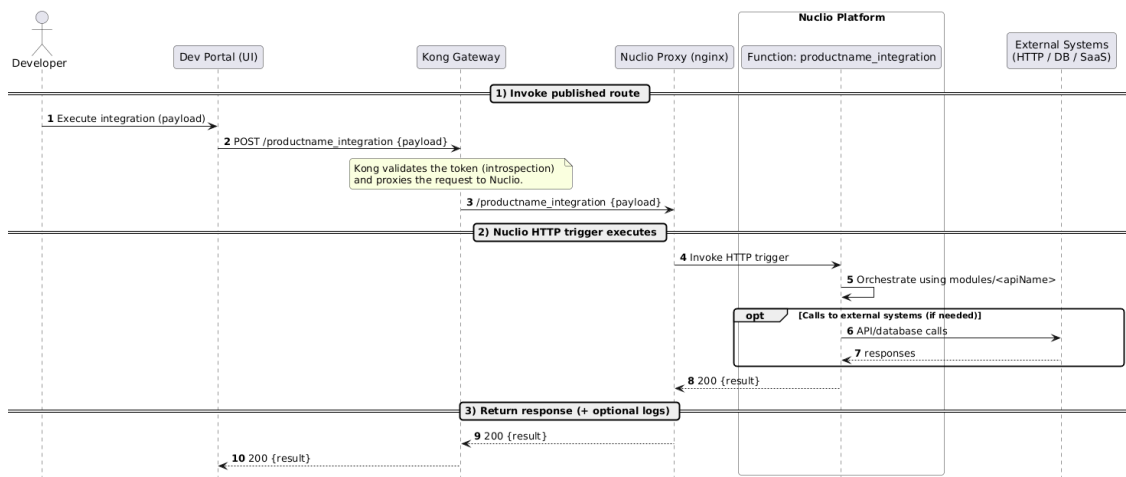 Nuclio Platform
Developer
Dev Portal (UI)
Kong Gateway
Nuclio Proxy (nginx)
Function: productname_integration
External Systems
(HTTP / DB / SaaS)
1) Invoke published route
1 Execute integration (payload)
2 POST /productname_integration {payload}
Kong validates the token (introspection)
and proxies the request to Nuclio.
3 /productname_integration {payload}
2) Nuclio HTTP trigger executes
4 Invoke HTTP trigger
5 Orchestrate using modules/<apiName>
opt [Calls to external systems (if needed)]
6 API/database calls
7 responses
8 200 {result}
3) Return response (+ optional logs)
9 200 {result}
10 200 {result}